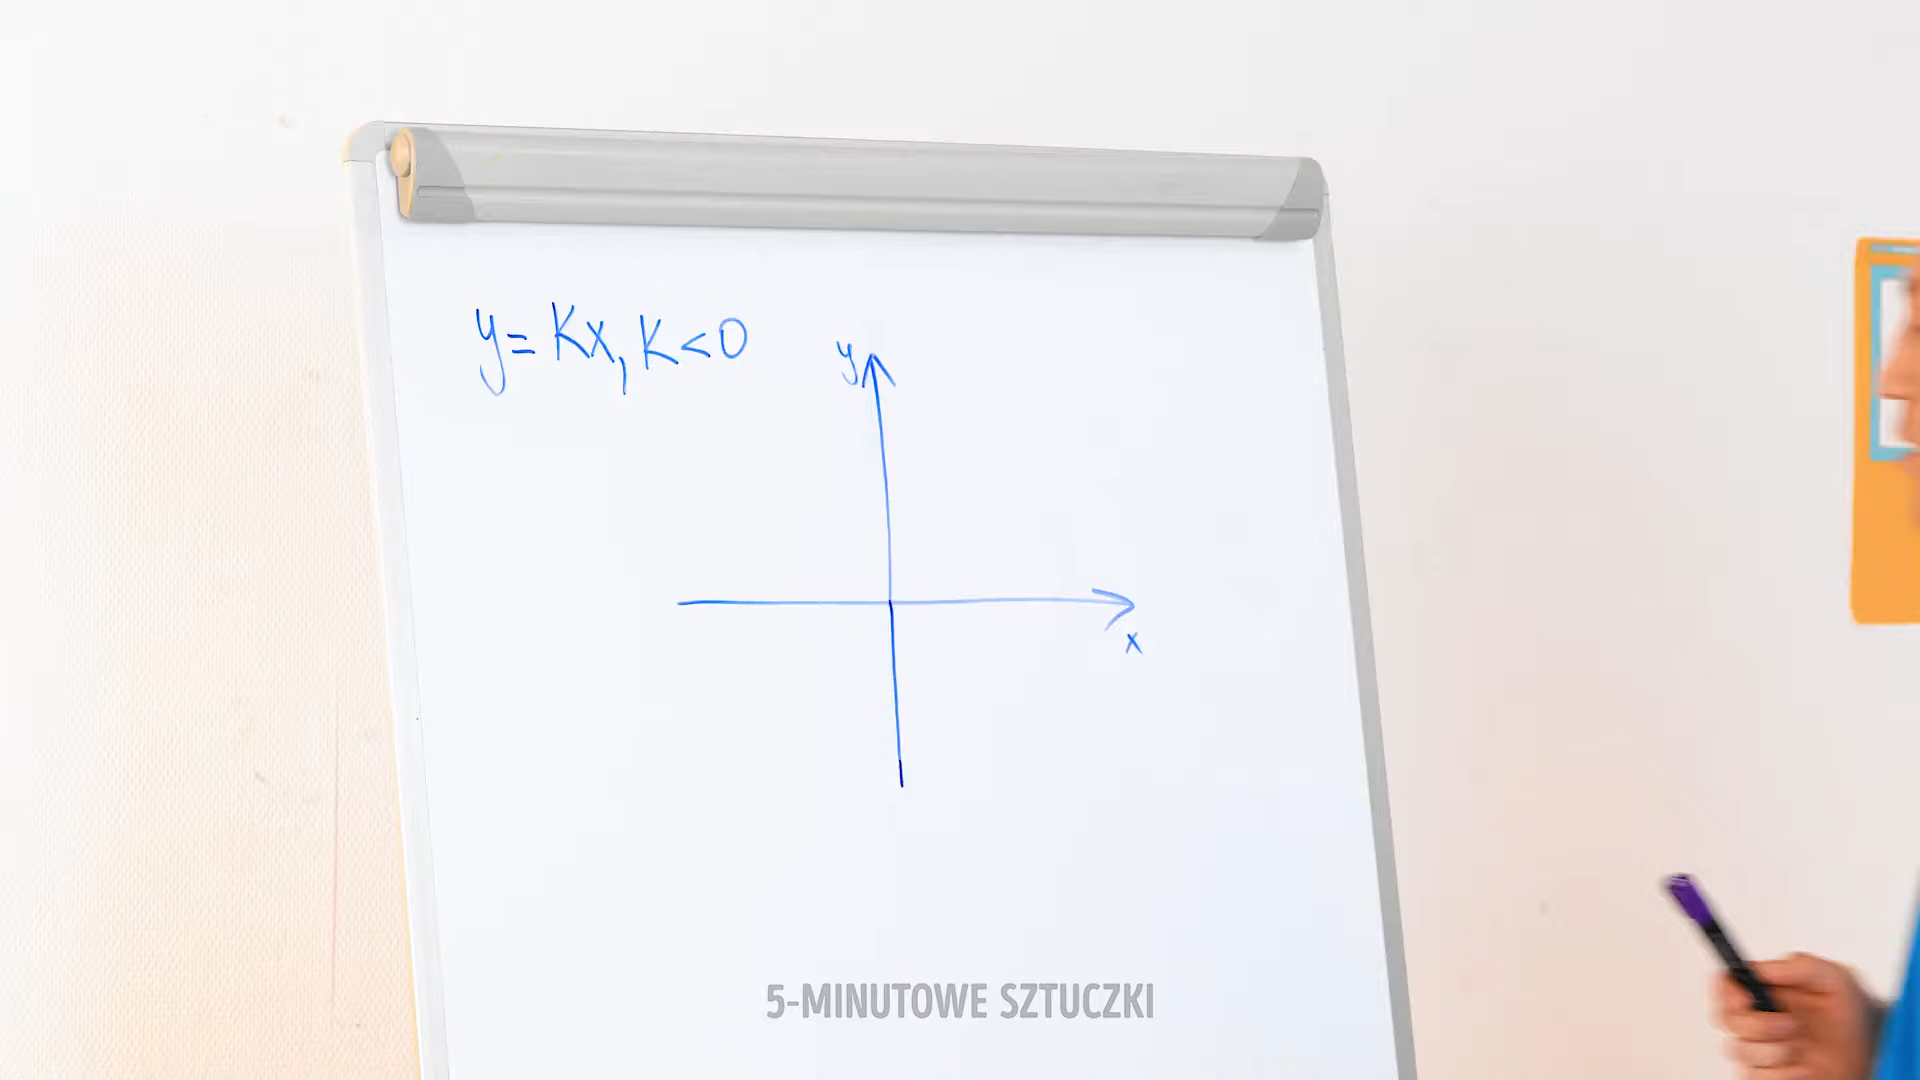 y = Kx, K < 0
y
x
5-MINUTOWE SZTUCZKI